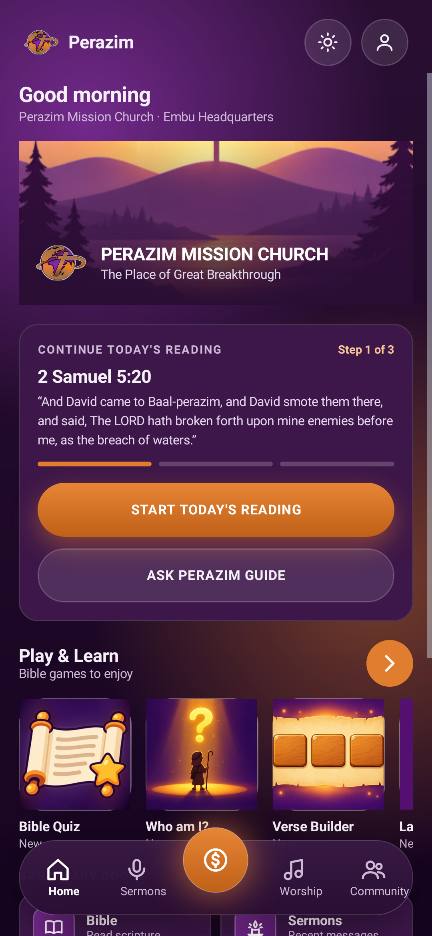 Perazim
Good morning
Perazim Mission Church · Embu Headquarters
PERAZIM MISSION CHURCH
The Place of Great Breakthrough
CONTINUE TODAY'S READING
Step 1 of 3
2 Samuel 5:20
“And David came to Baal-perazim, and David smote them there,
and said, The LORD hath broken forth upon mine enemies before
me, as the breach of waters.”
START TODAY'S READING
ASK PERAZIM GUIDE
Play & Learn
Bible games to enjoy
?
Bible Quiz
Who am I?
Verse Builder
La
New
Ne
$
Home
Sermons
Worship
Community
Bible
Read scripture
Sermons
Recent messages